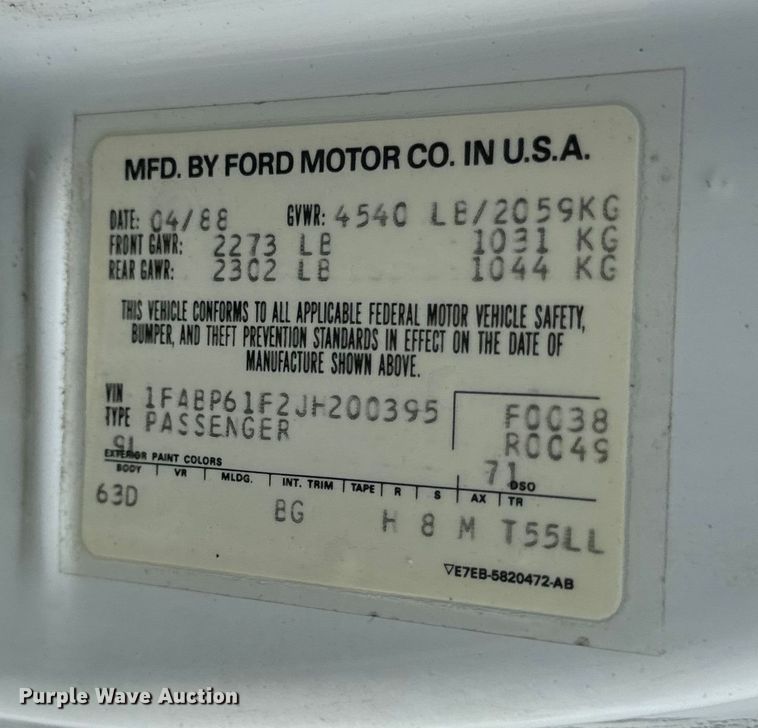 MFD. BY FORD MOTOR CO. IN U.S.A.
DATE: 04/88 GVWR: 4540 LB/2059KG
FRONT GAWR: 2273 LB 1031 KG
REAR GAWR: 2302 LB 1044 KG
THIS VEHICLE CONFORMS TO ALL APPLICABLE FEDERAL MOTOR VEHICLE SAFETY,
BUMPER, AND THEFT PREVENTION STANDARDS IN EFFECT ON THE DATE OF
MANUFACTURE SHOWN ABOVE.
VIN 1FABP61F2JH200395 F0038
TYPE PASSENGER R0049
9L 71
EXTERIOR PAINT COLORS DSO
BODY VR MLDG. INT. TRIM TAPE R S AX TR
63D BG H 8 M T55LL
▽E7EB-5820472-AB
Purple Wave Auction